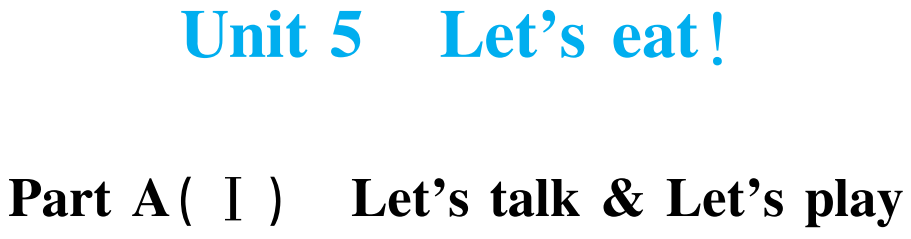 Unit 5 Let's eat!
Part A(Ⅰ) Let's talk & Let's play